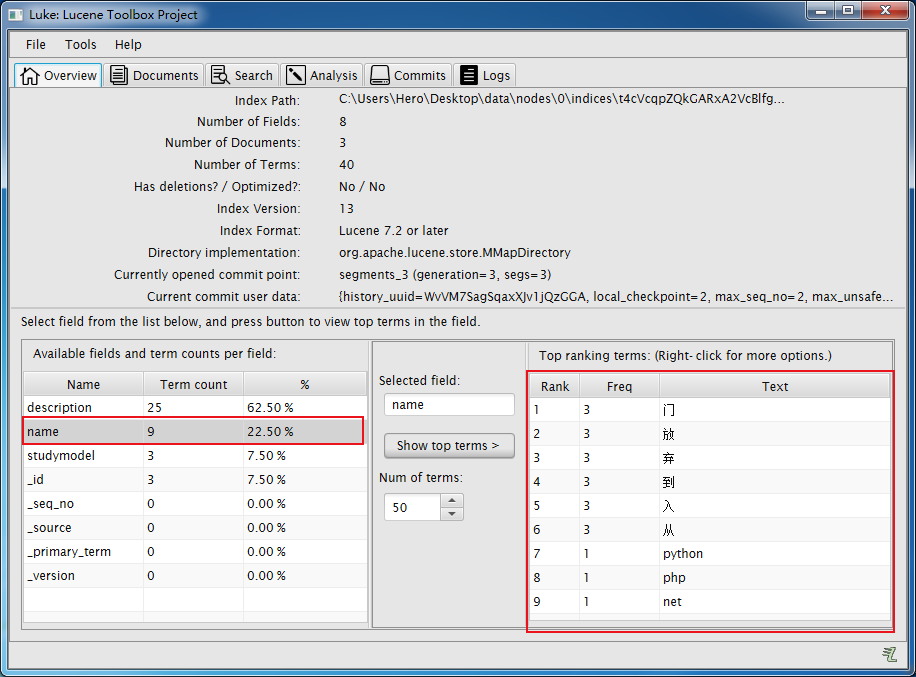 Luke: Lucene Toolbox Project
File Tools Help
Overview Documents Search Analysis Commits Logs
Index Path: C:\Users\Hero\Desktop\data\nodes\0\indices\t4cVcqpZQkGARxA2VcBlfg...
Number of Fields: 8
Number of Documents: 3
Number of Terms: 40
Has deletions? / Optimized?: No / No
Index Version: 13
Index Format: Lucene 7.2 or later
Directory implementation: org.apache.lucene.store.MMapDirectory
Currently opened commit point: segments_3 (generation=3, segs=3)
Current commit user data: {history_uuid=WvVM7SagSqaxXJv1jQzGGA, local_checkpoint=2, max_seq_no=2, max_unsafe...
Select field from the list below, and press button to view top terms in the field.
Available fields and term counts per field:
Name Term count %
description 25 62.50 %
name 9 22.50 %
studymodel 3 7.50 %
_id 3 7.50 %
_seq_no 0 0.00 %
_source 0 0.00 %
_primary_term 0 0.00 %
_version 0 0.00 %
Selected field:
name
Show top terms >
Num of terms:
50
Top ranking terms: (Right- click for more options.)
Rank Freq Text
1 3 门
2 3 放
3 3 弃
4 3 到
5 3 入
6 3 从
7 1 python
8 1 php
9 1 net